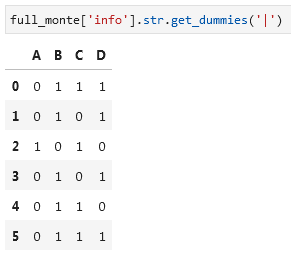 full_monte['info'].str.get_dummies('|')
A B C D
0 0 1 1 1
1 0 1 0 1
2 1 0 1 0
3 0 1 0 1
4 0 1 1 0
5 0 1 1 1